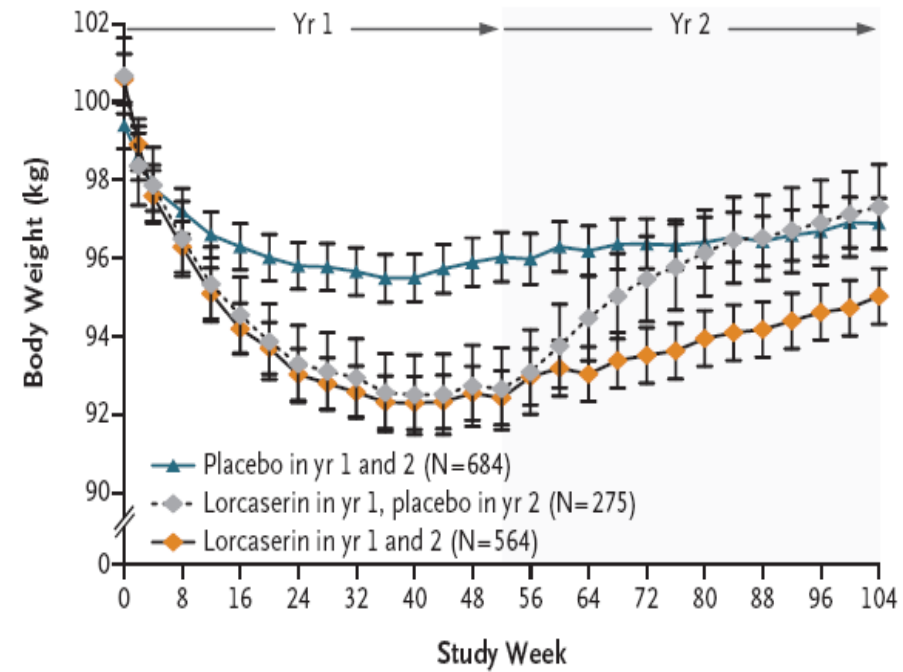 Yr 1 Yr 2
102
100
98
96
94
92
90
0
Body Weight (kg)
Placebo in yr 1 and 2 (N=684)
Lorcaserin in yr 1, placebo in yr 2 (N=275)
Lorcaserin in yr 1 and 2 (N=564)
0 8 16 24 32 40 48 56 64 72 80 88 96 104
Study Week